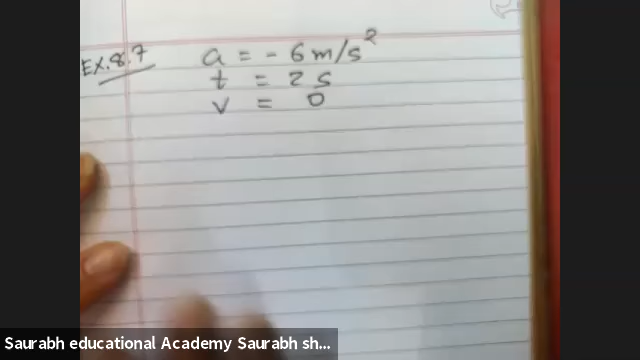 EX.8.7 a = - 6 m/s²
t = 2 s
v = 0
Saurabh educational Academy Saurabh sh...